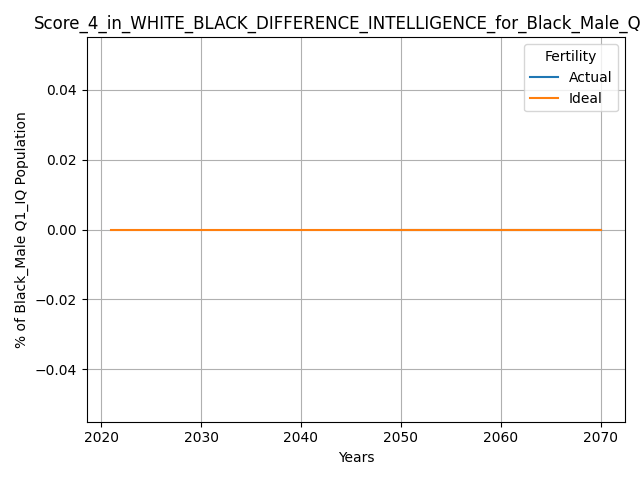 Score_4_in_WHITE_BLACK_DIFFERENCE_INTELLIGENCE_for_Black_Male_Q
Fertility
Actual
Ideal
% of Black_Male Q1_IQ Population
0.04
0.02
0.00
−0.02
−0.04
2020 2030 2040 2050 2060 2070
Years